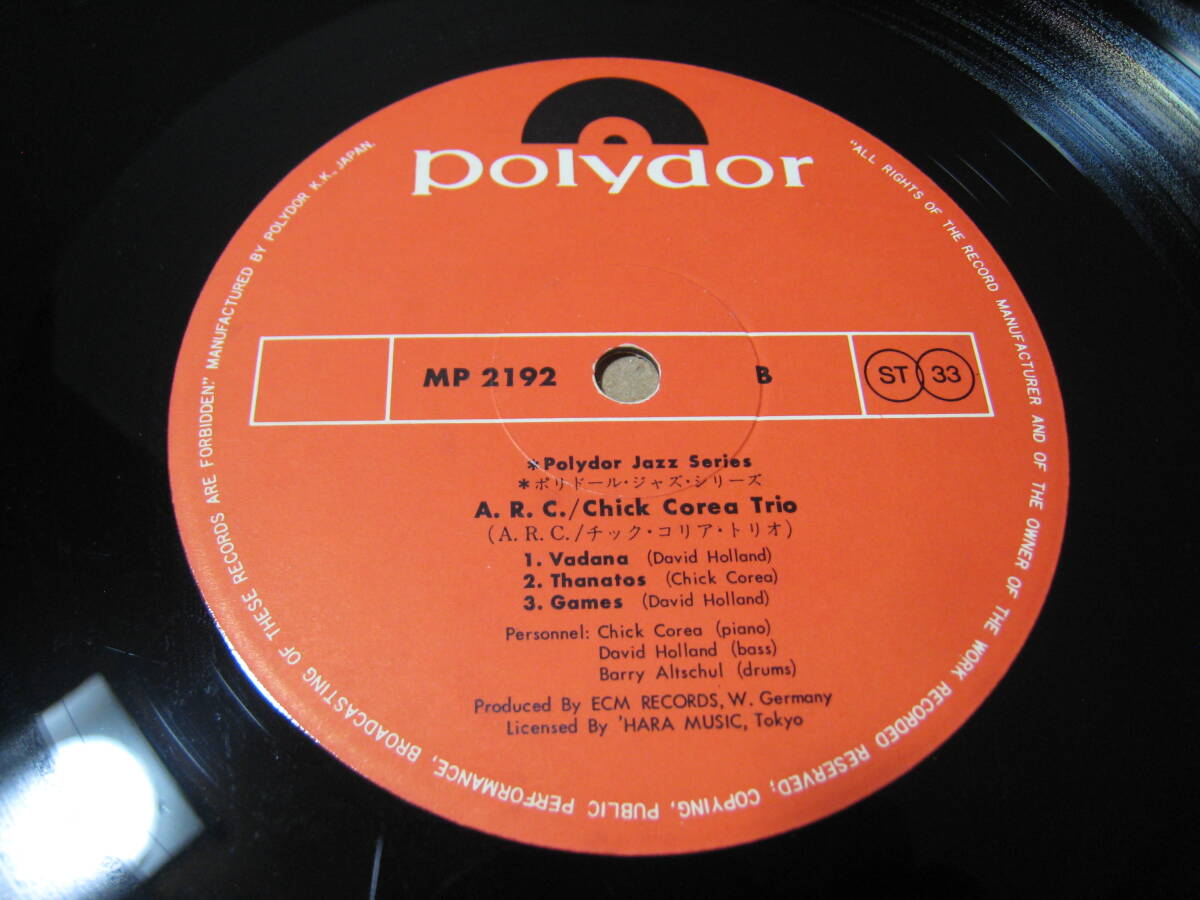 polydor
MP 2192
B
ST 33
*Polydor Jazz Series
*ポリドール・ジャズ・シリーズ
A. R. C./Chick Corea Trio
(A. R. C./チック・コリア・トリオ)
1. Vadana (David Holland)
2. Thanatos (Chick Corea)
3. Games (David Holland)
Personnel: Chick Corea (piano)
David Holland (bass)
Barry Altschul (drums)
Produced By ECM RECORDS, W. Germany
Licensed By 'HARA MUSIC, Tokyo
"ALL RIGHTS OF THE RECORD MANUFACTURER AND OF THE OWNER OF THE WORK RECORDED RESERVED; COPYING, PUBLIC PERFORMANCE, BROADCASTING OF THESE RECORDS ARE FORBIDDEN." MANUFACTURED BY POLYDOR K.K., JAPAN.